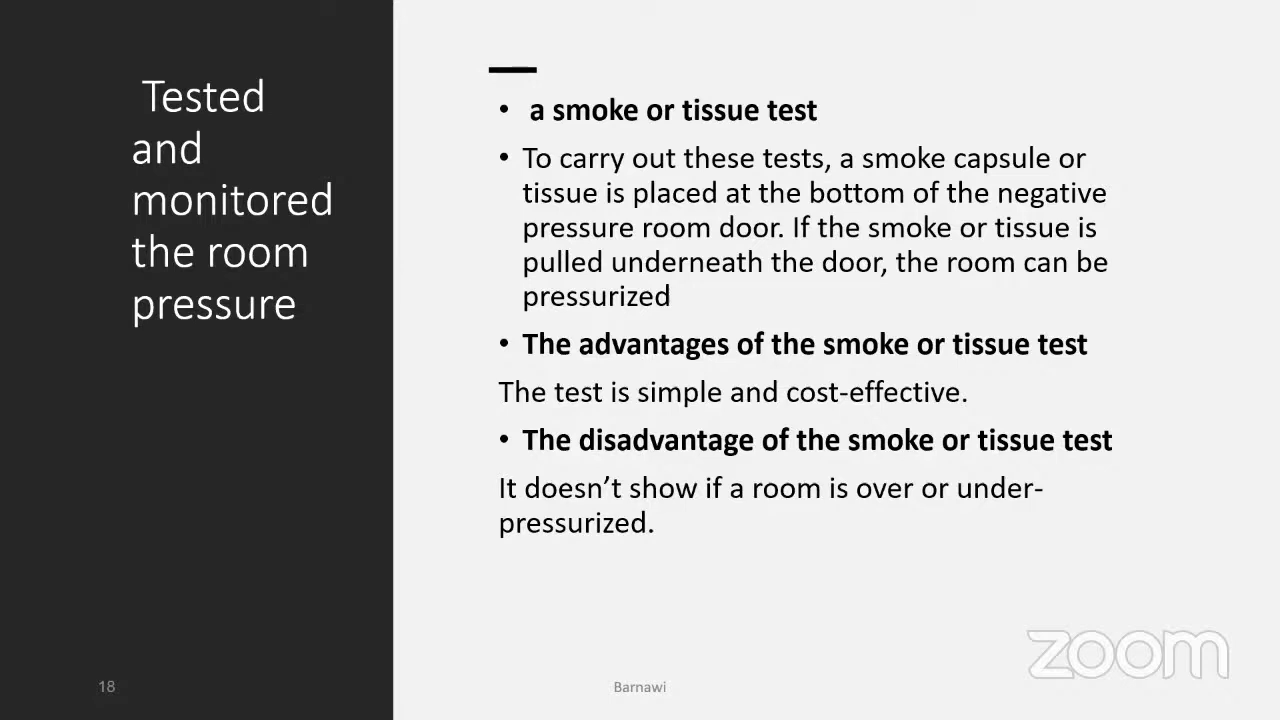 Tested
and
monitored
the room
pressure
• a smoke or tissue test
• To carry out these tests, a smoke capsule or
tissue is placed at the bottom of the negative
pressure room door. If the smoke or tissue is
pulled underneath the door, the room can be
pressurized
• The advantages of the smoke or tissue test
The test is simple and cost-effective.
• The disadvantage of the smoke or tissue test
It doesn’t show if a room is over or under-
pressurized.
zoom
18
Barnawi